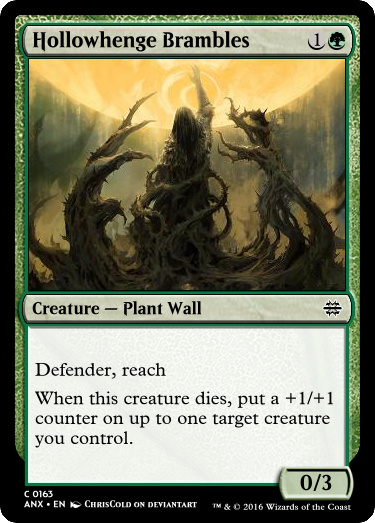 Hollowhenge Brambles 1
Creature — Plant Wall
Defender, reach
When this creature dies, put a +1/+1
counter on up to one target creature
you control.
0/3
C 0163
ANX • EN ChrisCold on deviantart ™ & © 2016 Wizards of the Coast